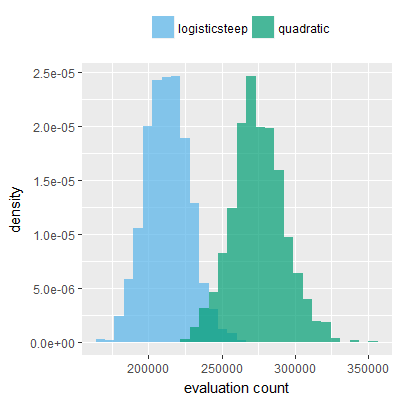 logisticsteep quadratic
2.5e-05
2.0e-05
1.5e-05
1.0e-05
5.0e-06
0.0e+00
density
200000 250000 300000 350000
evaluation count